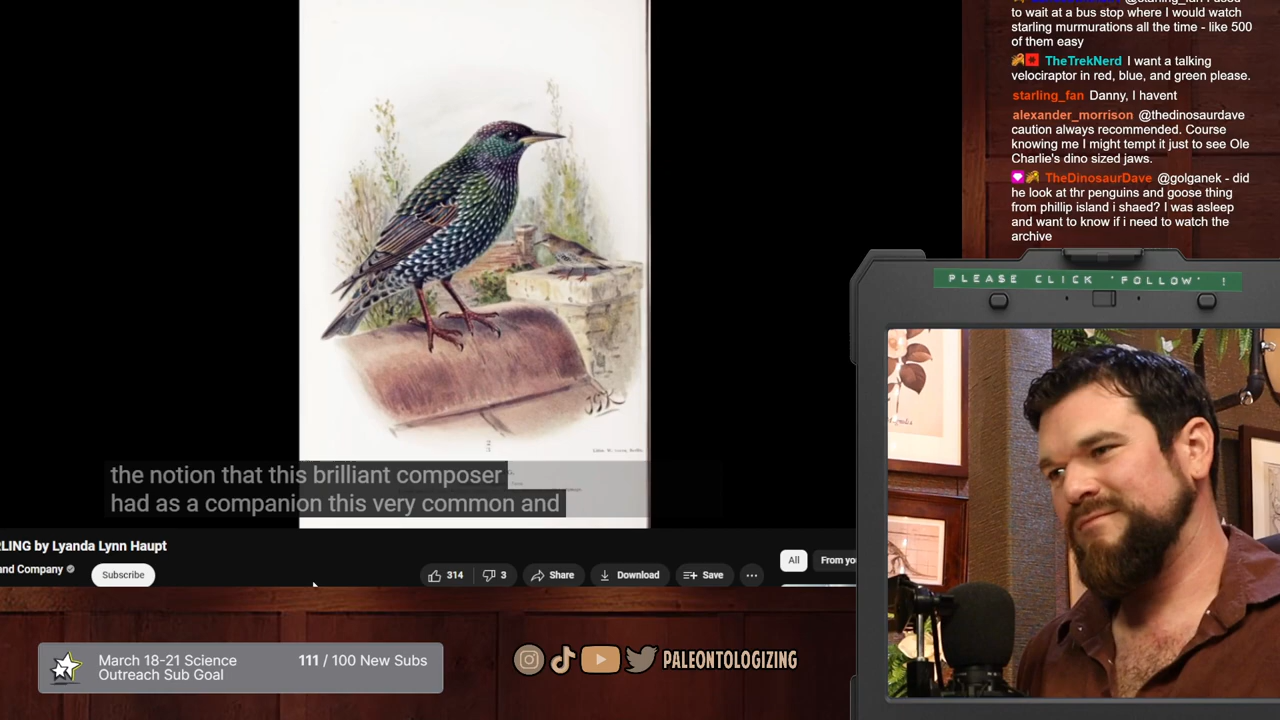 to wait at a bus stop where I would watch
starling murmurations all the time - like 500
of them easy
TheTrekNerd I want a talking
velociraptor in red, blue, and green please.
starling_fan Danny, I havent
alexander_morrison @thedinosaurdave
caution always recommended. Course
knowing me I might tempt it just to see Ole
Charlie's dino sized jaws.
TheDinosaurDave @golganek - did
he look at thr penguins and goose thing
from phillip island i shaed? I was asleep
and want to know if i need to watch the
archive
PLEASE CLICK 'FOLLOW' !
JGK
the notion that this brilliant composer
had as a companion this very common and
RLING by Lyanda Lynn Haupt
and Company
Subscribe
314
3
Share
Download
Save
All
From you
March 18-21 Science
Outreach Sub Goal
111 / 100 New Subs
PALEONTOLOGIZING